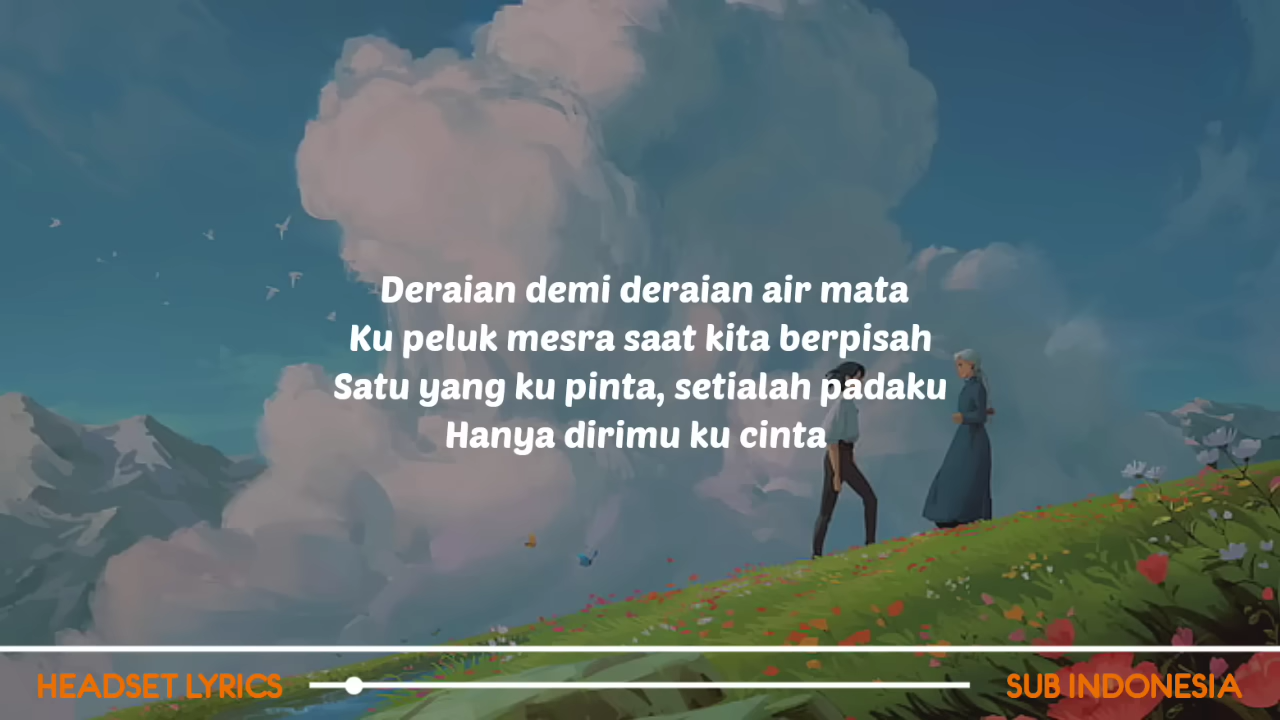 Deraian demi deraian air mata
Ku peluk mesra saat kita berpisah
Satu yang ku pinta, setialah padaku
Hanya dirimu ku cinta
HEADSET LYRICS
SUB INDONESIA